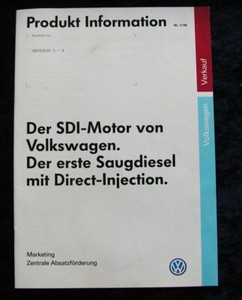 Produkt Information
Der SDI-Motor von
Volkswagen.
Der erste Saugdiesel
mit Direct-Injection.
Marketing
Zentrale Absatzförderung
Verkauf
Volkswagen